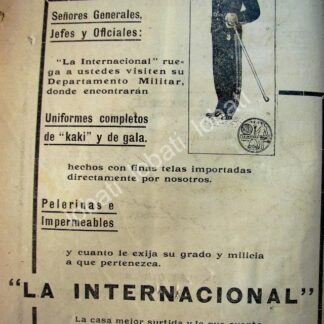 Señores Generales,
Jefes y Oficiales:
"La Internacional" rue-
ga a ustedes visiten su
Departamento Militar,
donde encontrarán
Uniformes completos
de "kaki" y de gala.
hechos con finas telas importadas
directamente por nosotros.
Pelerinas e
Impermeables
y cuanto le exija su grado y milicia
a que pertenezca.
"LA INTERNACIONAL"
La casa mejor surtida y la que cuenta